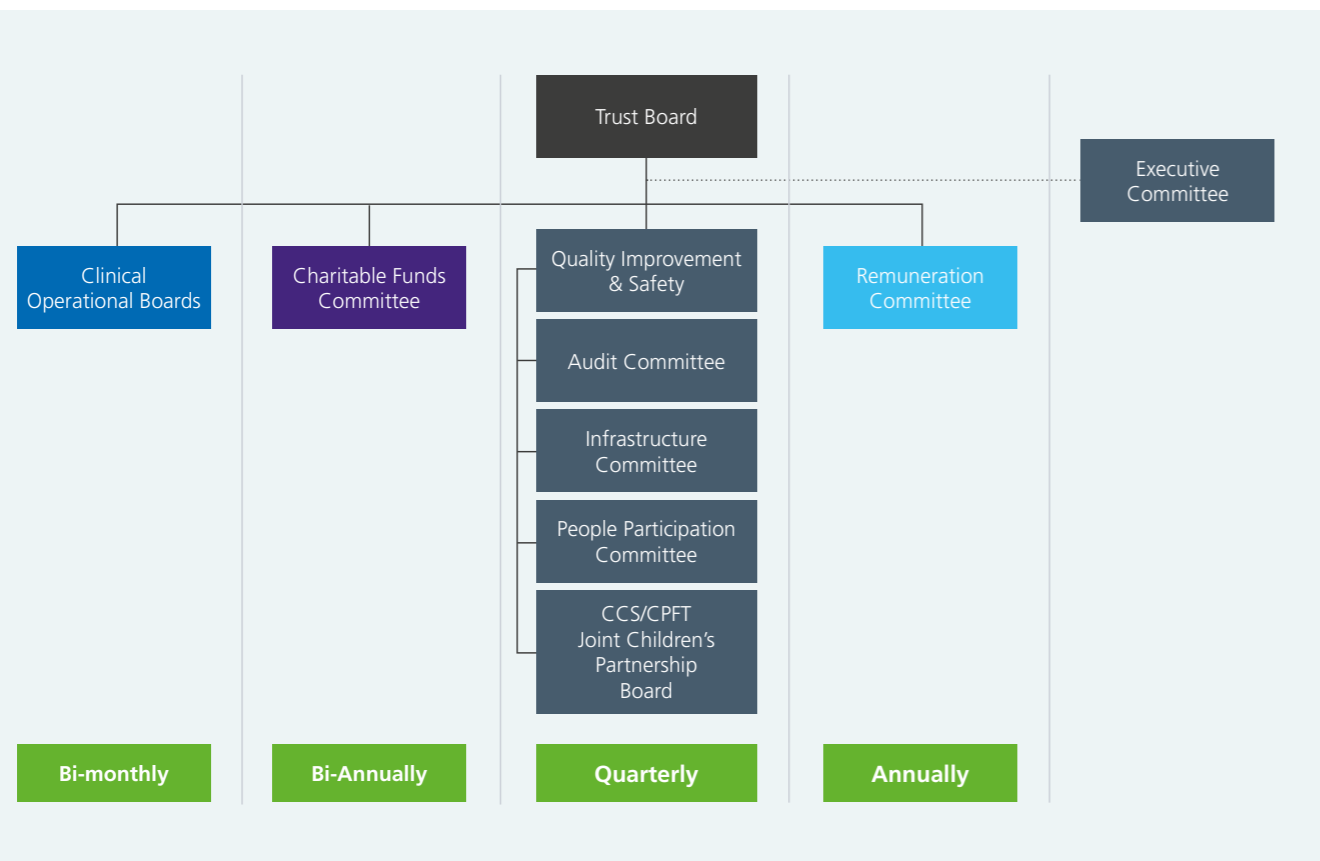 Trust Board
Executive
Committee
Clinical
Operational Boards
Charitable Funds
Committee
Quality Improvement
& Safety
Remuneration
Committee
Audit Committee
Infrastructure
Committee
People Participation
Committee
CCS/CPFT
Joint Children’s
Partnership
Board
Bi-monthly
Bi-Annually
Quarterly
Annually